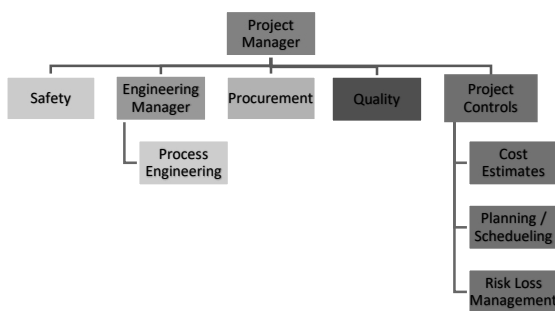 Project
Manager
Safety
Engineering
Manager
Procurement
Quality
Project
Controls
Process
Engineering
Cost
Estimates
Planning /
Schedueling
Risk Loss
Management